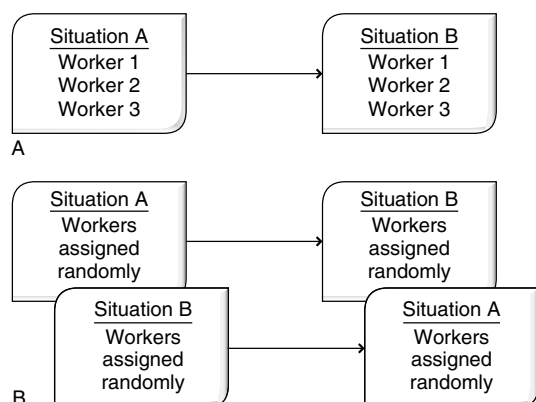 Situation A
Worker 1
Worker 2
Worker 3
Situation B
Worker 1
Worker 2
Worker 3
A
Situation A
Workers
assigned
randomly
Situation B
Workers
assigned
randomly
Situation B
Workers
assigned
randomly
Situation A
Workers
assigned
randomly
B